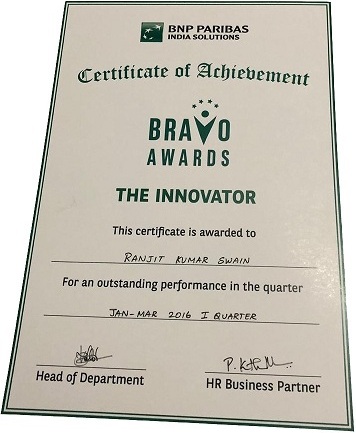 BNP PARIBAS
INDIA SOLUTIONS
Certificate of Achievement
BRAVO
AWARDS
THE INNOVATOR
This certificate is awarded to
RANJIT KUMAR SWAIN
For an outstanding performance in the quarter
JAN-MAR 2016 I QUARTER
Head of Department
HR Business Partner